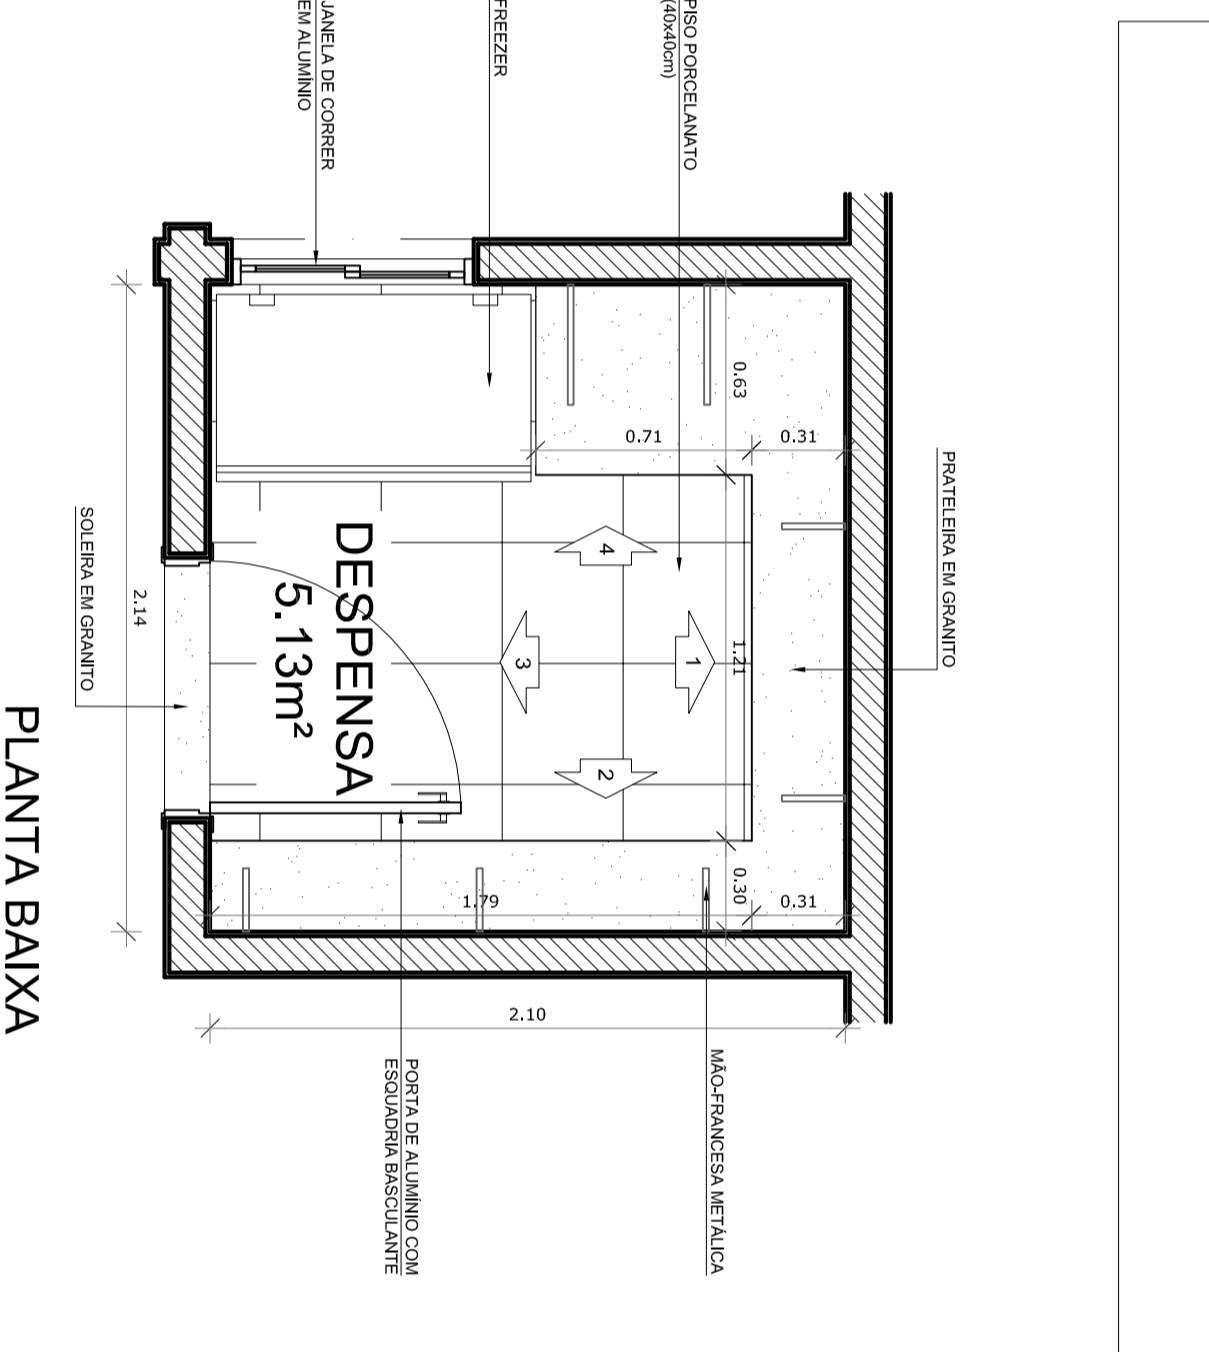 PISO PORCELANATO
(40x40cm)
FREEZER
JANELA DE CORRER
EM ALUMÍNIO
PRATELEIRA EM GRANITO
0.63
0.71
0.31
4
1
1.21
3
2
DESPENSA
5.13m²
2.14
SOLEIRA EM GRANITO
0.30
0.31
1.79
2.10
MÃO-FRANCESA METÁLICA
PORTA DE ALUMÍNIO COM
ESQUADRIA BASCULANTE
PLANTA BAIXA